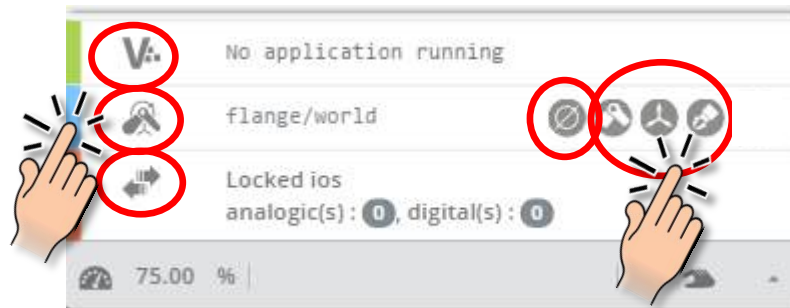 No application running
flange/world
Locked ios
analogic(s) : 0, digital(s) : 0
75.00 %